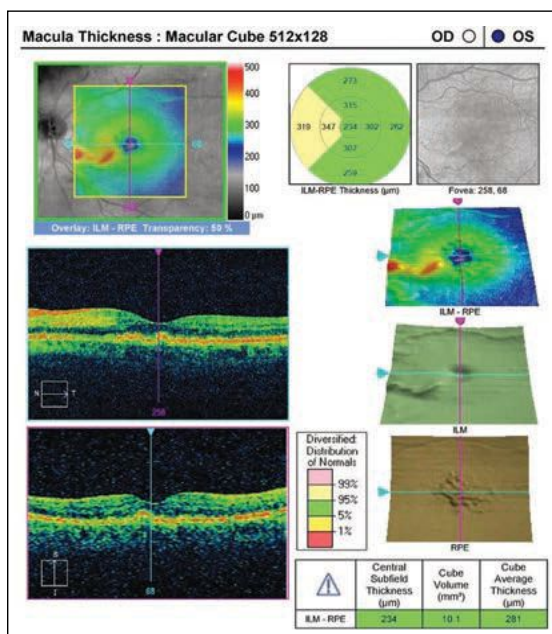 Macula Thickness : Macular Cube 512x128
OD OS
500
400
300
200
100
0 µm
Overlay: ILM - RPE Transparency: 50 %
273
315
319 347 234 302 262
307
259
ILM-RPE Thickness (µm)
Fovea: 258, 68
ILM - RPE
N T
258
ILM
Diversified:
Distribution
of Normals
99%
95%
5%
1%
RPE
S
I
68
Central
Subfield
Thickness
(µm)
Cube
Volume
(mm³)
Cube
Average
Thickness
(µm)
ILM - RPE 234 10.1 281